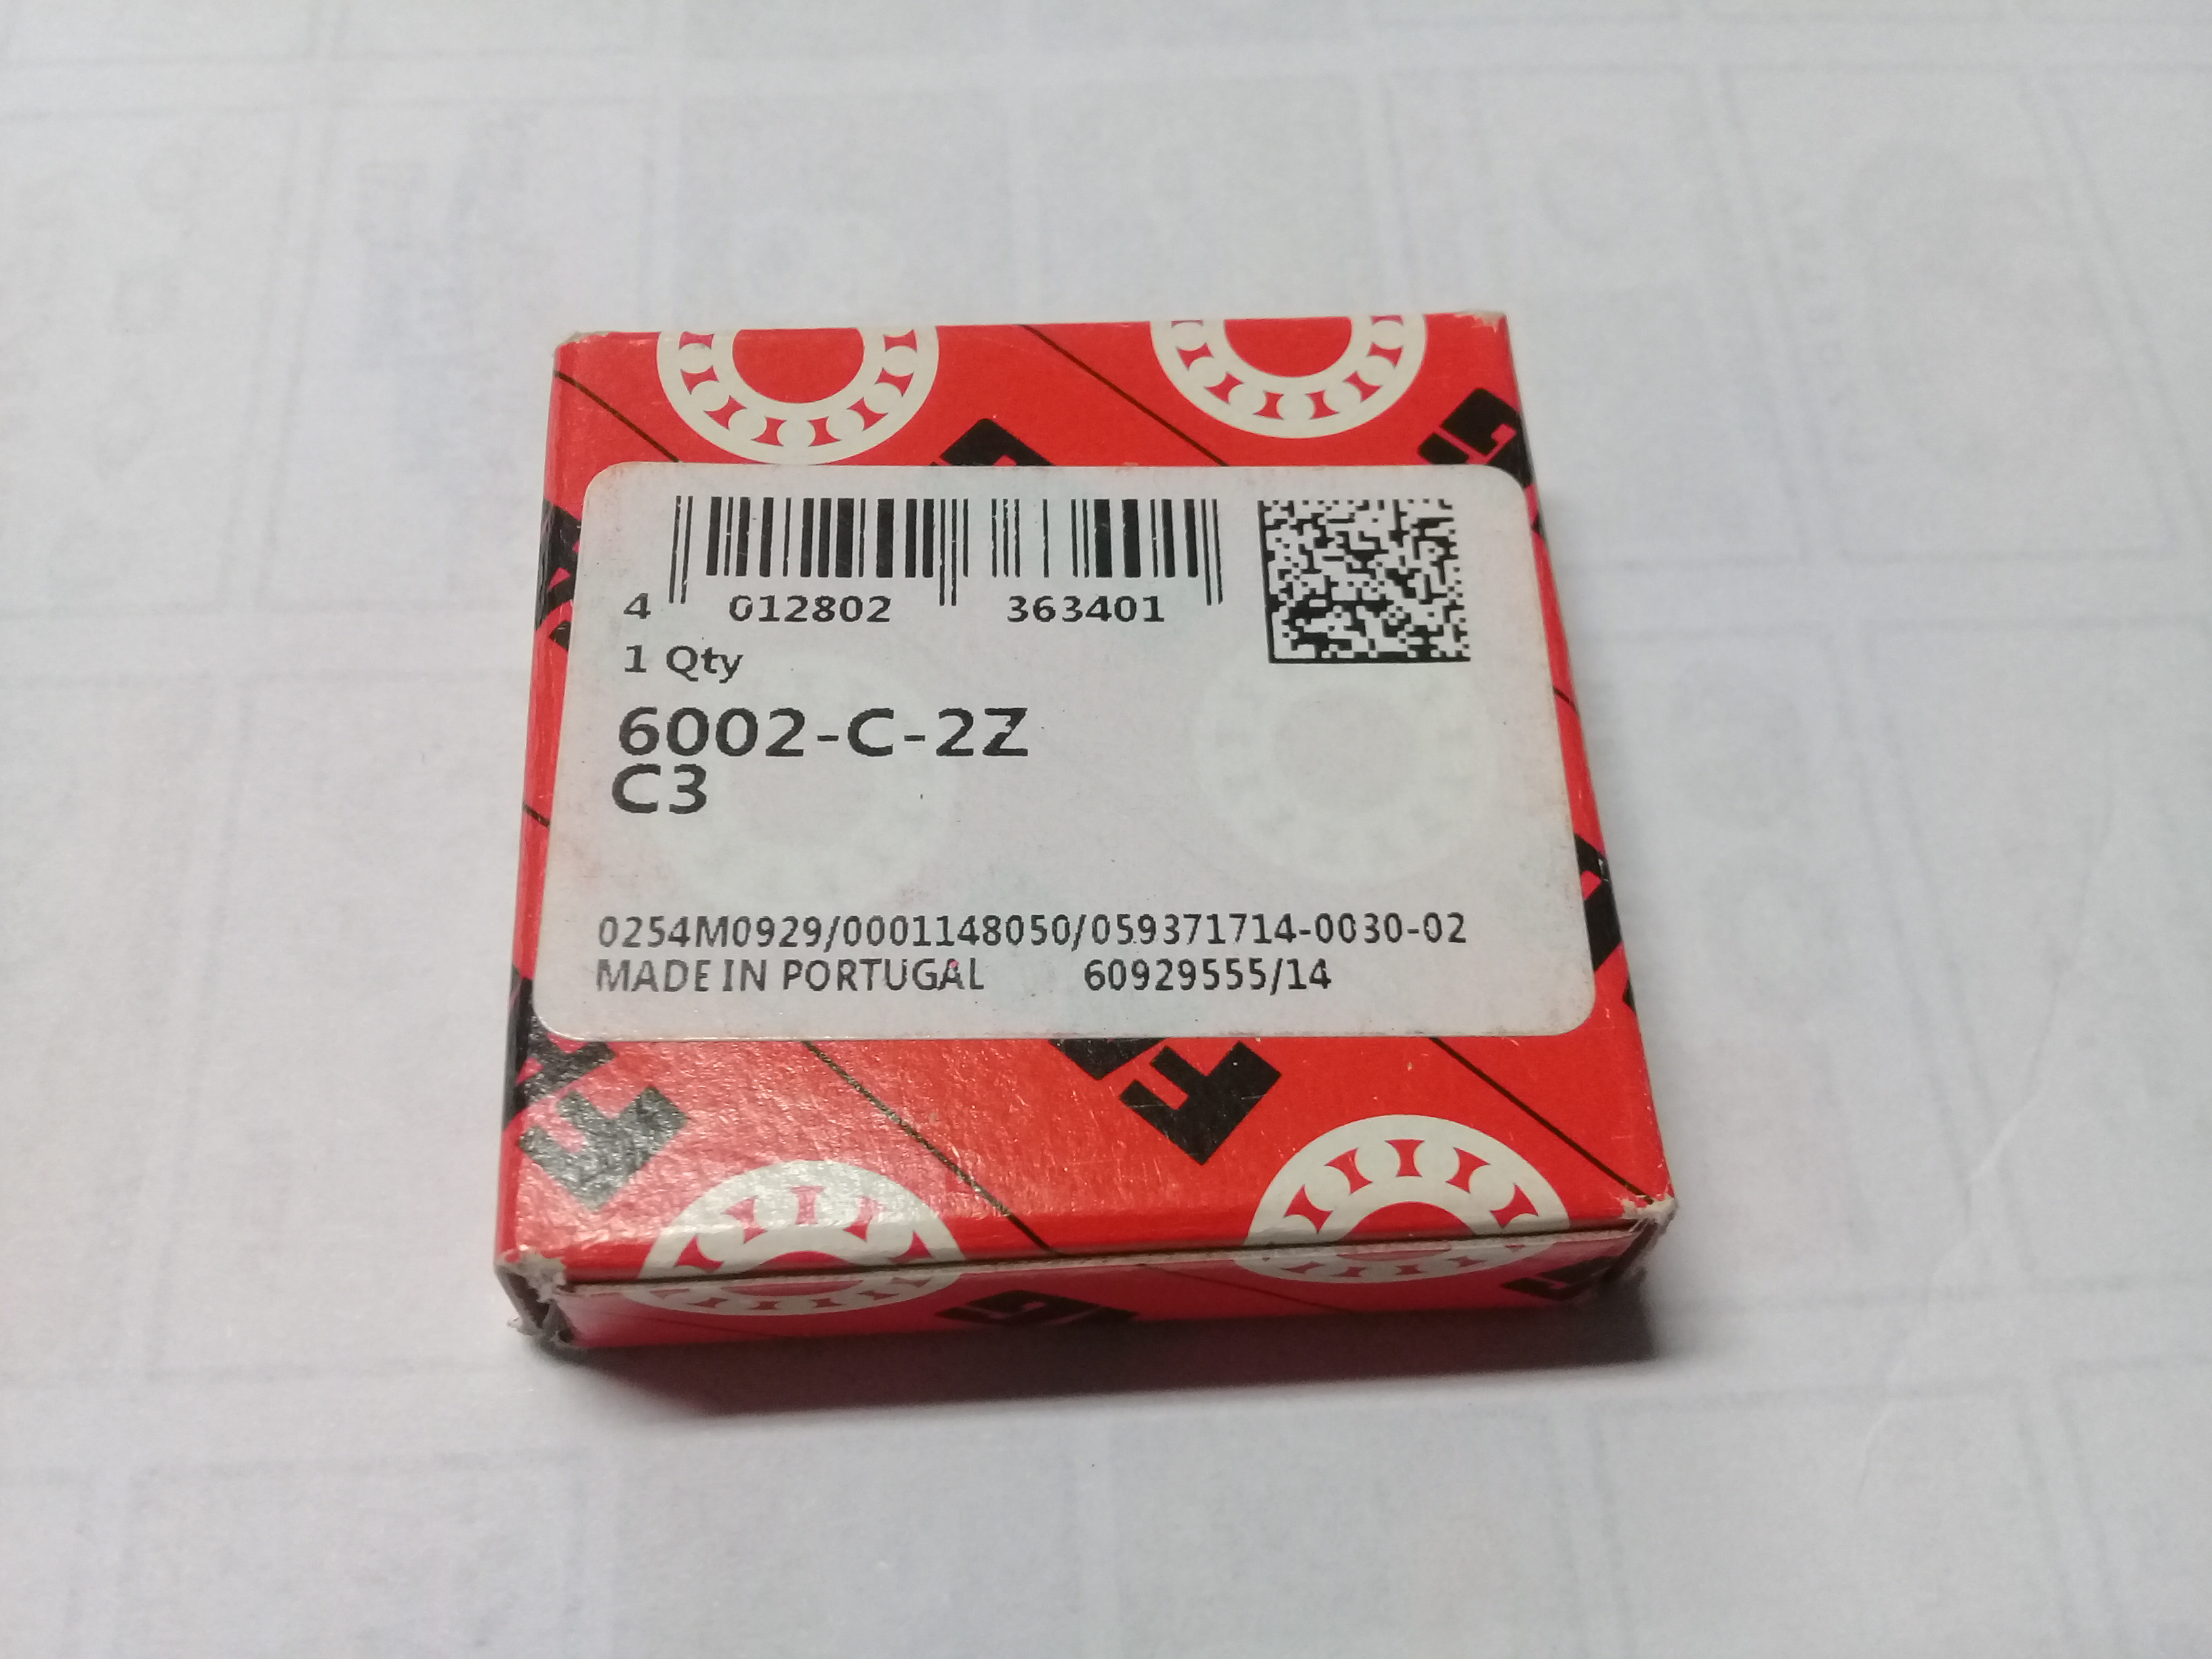 4 012802 363401
1 Qty
6002-C-2Z
C3
0254M0929/0001148050/059371714-0030-02
MADE IN PORTUGAL 60929555/14